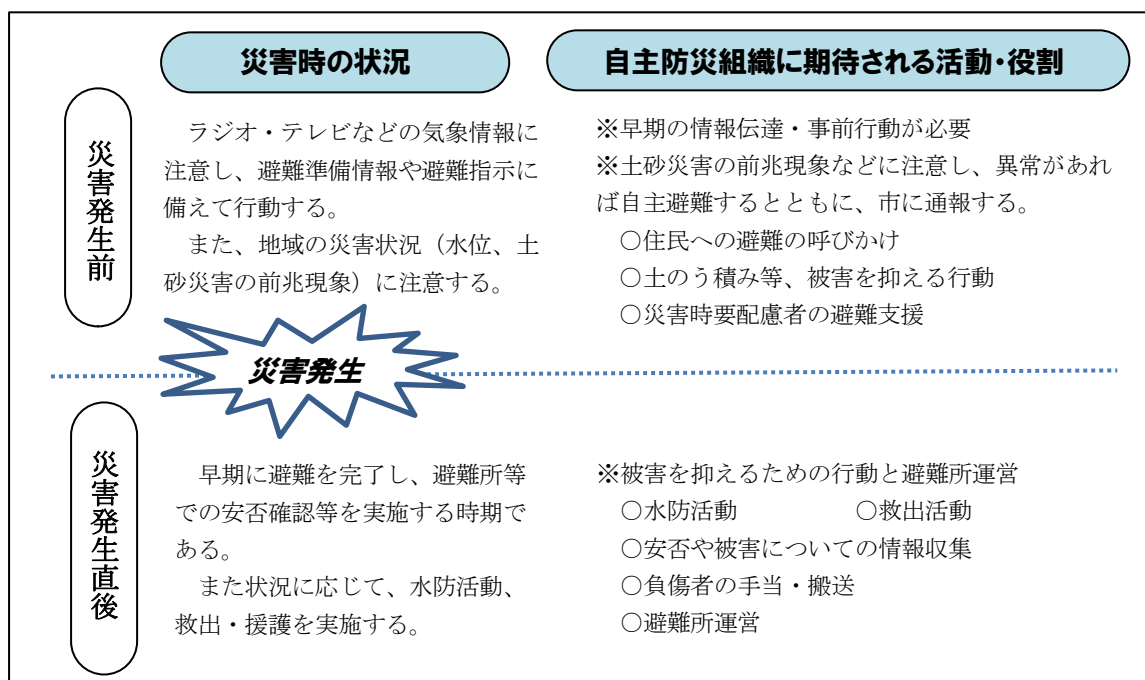 災害時の状況
自主防災組織に期待される活動・役割
災害発生前
ラジオ・テレビなどの気象情報に
注意し、避難準備情報や避難指示に
備えて行動する。
また、地域の災害状況（水位、土
砂災害の前兆現象）に注意する。
※早期の情報伝達・事前行動が必要
※土砂災害の前兆現象などに注意し、異常があれ
ば自主避難するとともに、市に通報する。
○住民への避難の呼びかけ
○土のう積み等、被害を抑える行動
○災害時要配慮者の避難支援
災害発生
災害発生直後
早期に避難を完了し、避難所等
での安否確認等を実施する時期で
ある。
また状況に応じて、水防活動、
救出・援護を実施する。
※被害を抑えるための行動と避難所運営
○水防活動　　　　○救出活動
○安否や被害についての情報収集
○負傷者の手当・搬送
○避難所運営